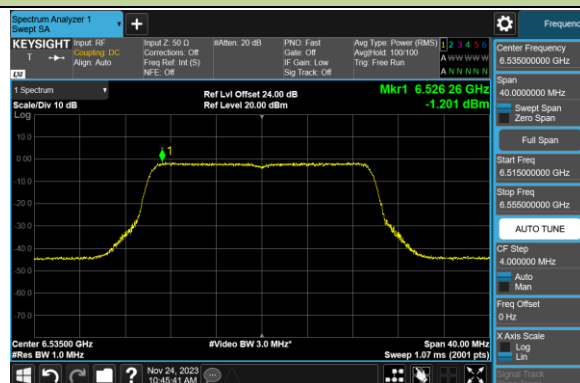 Spectrum Analyzer 1
Swept SA
Frequen
KEYSIGHT
Input: RF
Coupling: DC
Align: Auto
Input Z: 50 Ω
Corrections: Off
Freq Ref: Int (S)
NFE: Off
#Atten: 20 dB
PNO: Fast
Gate: Off
IF Gain: Low
Sig Track: Off
Avg Type: Power (RMS)
Avg|Hold: 100/100
Trig: Free Run
1 2 3 4 5 6
A W W W W W
A N N N N N
LXI
T
Center Frequency
6.535000000 GHz
Span
40.0000000 MHz
Swept Span
Zero Span
Full Span
Start Freq
6.515000000 GHz
Stop Freq
6.555000000 GHz
AUTO TUNE
CF Step
4.000000 MHz
Auto
Man
Freq Offset
0 Hz
X Axis Scale
Log
Lin
Signal Track
1 Spectrum
Scale/Div 10 dB
Log
Ref Lvl Offset 24.00 dB
Ref Level 20.00 dBm
Mkr1 6.526 26 GHz
-1.201 dBm
1
10.0
0.00
-10.0
-20.0
-30.0
-40.0
-50.0
-60.0
-70.0
Center 6.53500 GHz
#Res BW 1.0 MHz
#Video BW 3.0 MHz*
Span 40.00 MHz
Sweep 1.07 ms (2001 pts)
?
Nov 24, 2023
10:45:41 AM